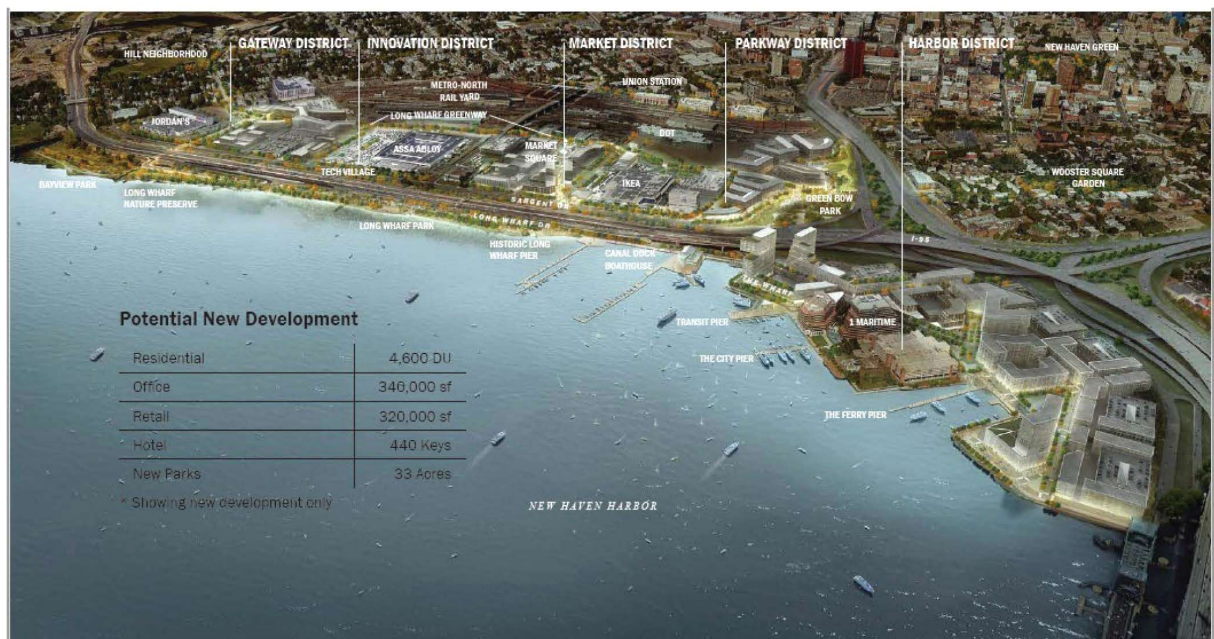 GATEWAY DISTRICT
INNOVATION DISTRICT
MARKET DISTRICT
PARKWAY DISTRICT
HARBOR DISTRICT
HILL NEIGHBORHOOD
NEW HAVEN GREEN
METRO-NORTH
RAIL YARD
UNION STATION
JORDAN'S
LONG WHARF GREENWAY
DOT
ASSA ABLOY
MARKET
SQUARE
TECH VILLAGE
IKEA
WOOSTER SQUARE
GARDEN
BAYVIEW PARK
LONG WHARF
NATURE PRESERVE
SARGENT DR
GREEN BOW
PARK
LONG WHARF PARK
LONG WHARF DR
I-95
HISTORIC LONG
WHARF PIER
CANAL DOCK
BOATHOUSE
THE WHARF
TRANSIT PIER
1 MARITIME
THE CITY PIER
THE FERRY PIER
Potential New Development
Residential 4,600 DU
Office 340,000 sf
Retail 320,000 sf
Hotel 440 Keys
New Parks 33 Acres
* Showing new development only
NEW HAVEN HARBOR